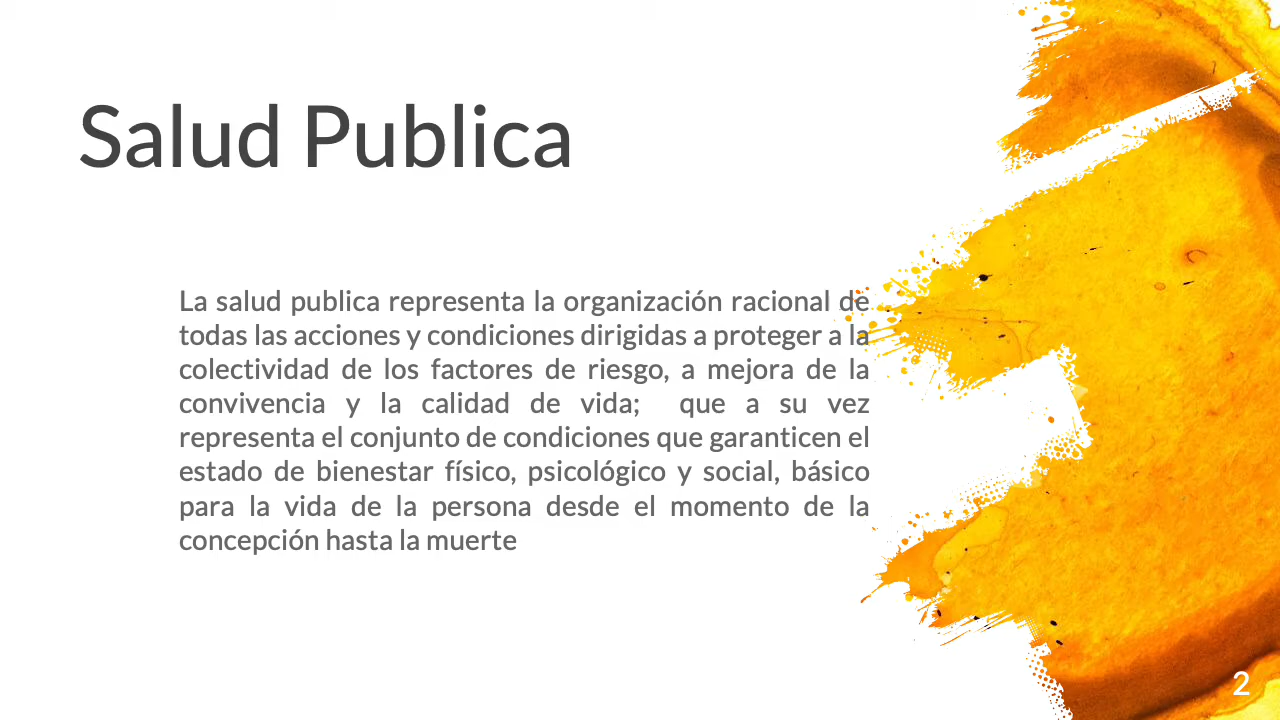 Salud Publica
La salud publica representa la organización racional de
todas las acciones y condiciones dirigidas a proteger a la
colectividad de los factores de riesgo, a mejora de la
convivencia y la calidad de vida; que a su vez
representa el conjunto de condiciones que garanticen el
estado de bienestar físico, psicológico y social, básico
para la vida de la persona desde el momento de la
concepción hasta la muerte
2